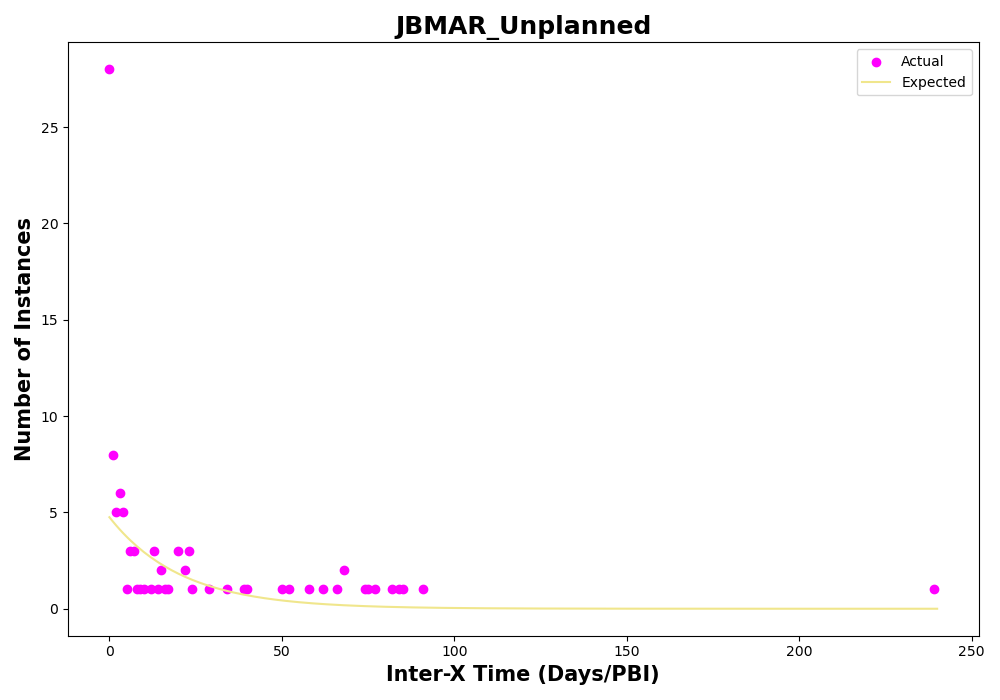 JBMAR_Unplanned
Actual
Expected
Number of Instances
25
20
15
10
5
0
0
50
100
150
200
250
Inter-X Time (Days/PBI)